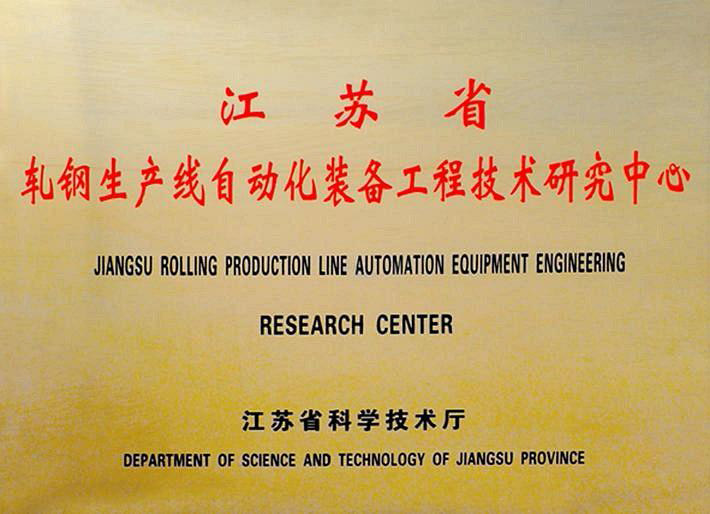 江苏省
轧钢生产线自动化装备工程技术研究中心
JIANGSU ROLLING PRODUCTION LINE AUTOMATION EQUIPMENT ENGINEERING
RESEARCH CENTER
江苏省科学技术厅
DEPARTMENT OF SCIENCE AND TECHNOLOGY OF JIANGSU PROVINCE